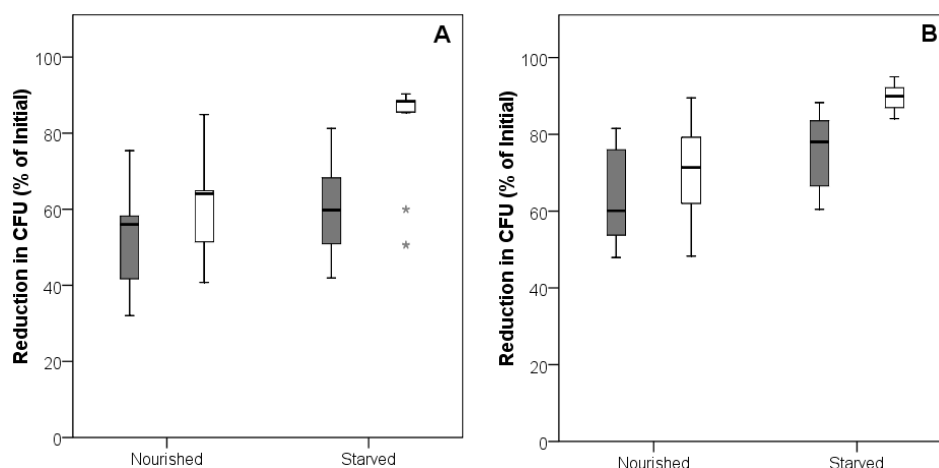 A
Reduction in CFU (% of Initial)
100
80
60
40
20
0
Nourished
Starved
B
Reduction in CFU (% of Initial)
100
80
60
40
20
0
Nourished
Starved